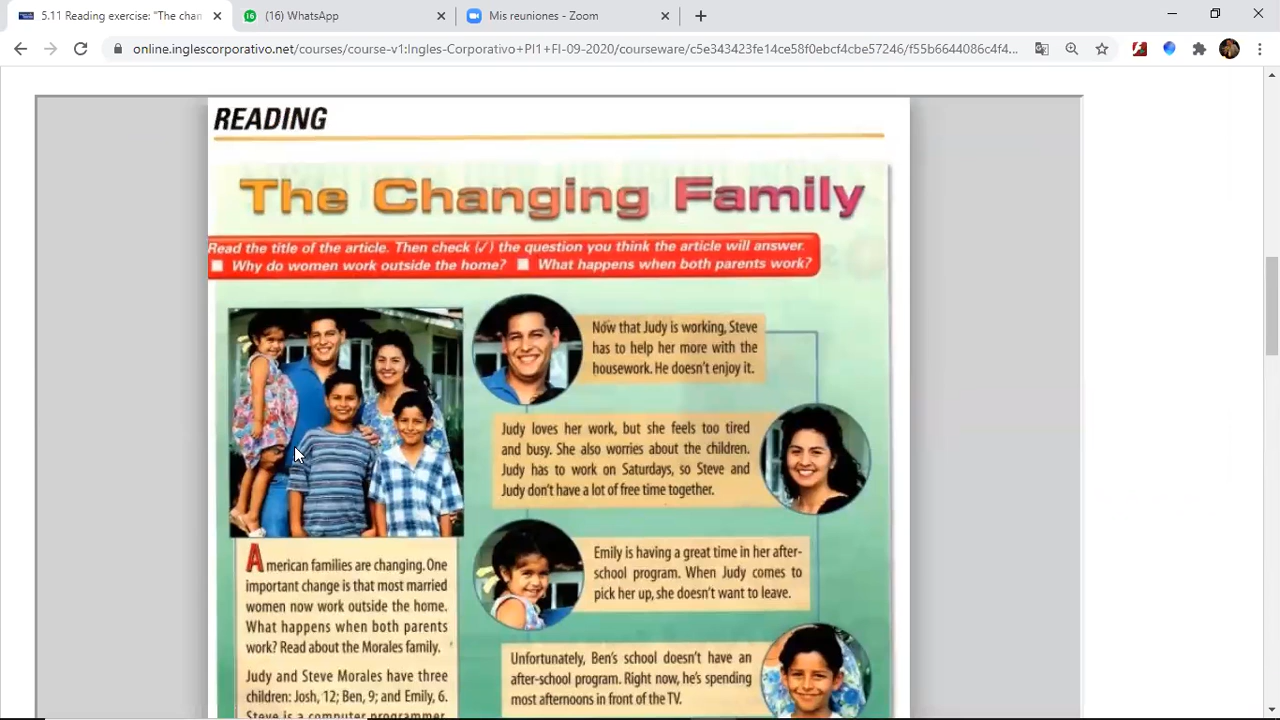 5.11 Reading exercise: "The chan
16
(16) WhatsApp
Mis reuniones - Zoom
online.inglescorporativo.net/courses/course-v1:Ingles-Corporativo+PI1+FI-09-2020/courseware/c5e343423fe14ce58f0ebcf4cbe57246/f55b6644086c4f4...
READING
The Changing Family
Read the title of the article. Then check (✓) the question you think the article will answer.
Why do women work outside the home? What happens when both parents work?
Now that Judy is working, Steve
has to help her more with the
housework. He doesn't enjoy it.
Judy loves her work, but she feels too tired
and busy. She also worries about the children.
Judy has to work on Saturdays, so Steve and
Judy don't have a lot of free time together.
Emily is having a great time in her after-
school program. When Judy comes to
pick her up, she doesn't want to leave.
Unfortunately, Ben's school doesn't have an
after-school program. Right now, he's spending
most afternoons in front of the TV.
American families are changing. One
important change is that most married
women now work outside the home.
What happens when both parents
work? Read about the Morales family.
Judy and Steve Morales have three
children: Josh, 12; Ben, 9; and Emily, 6.
Steve is a computer programmer.